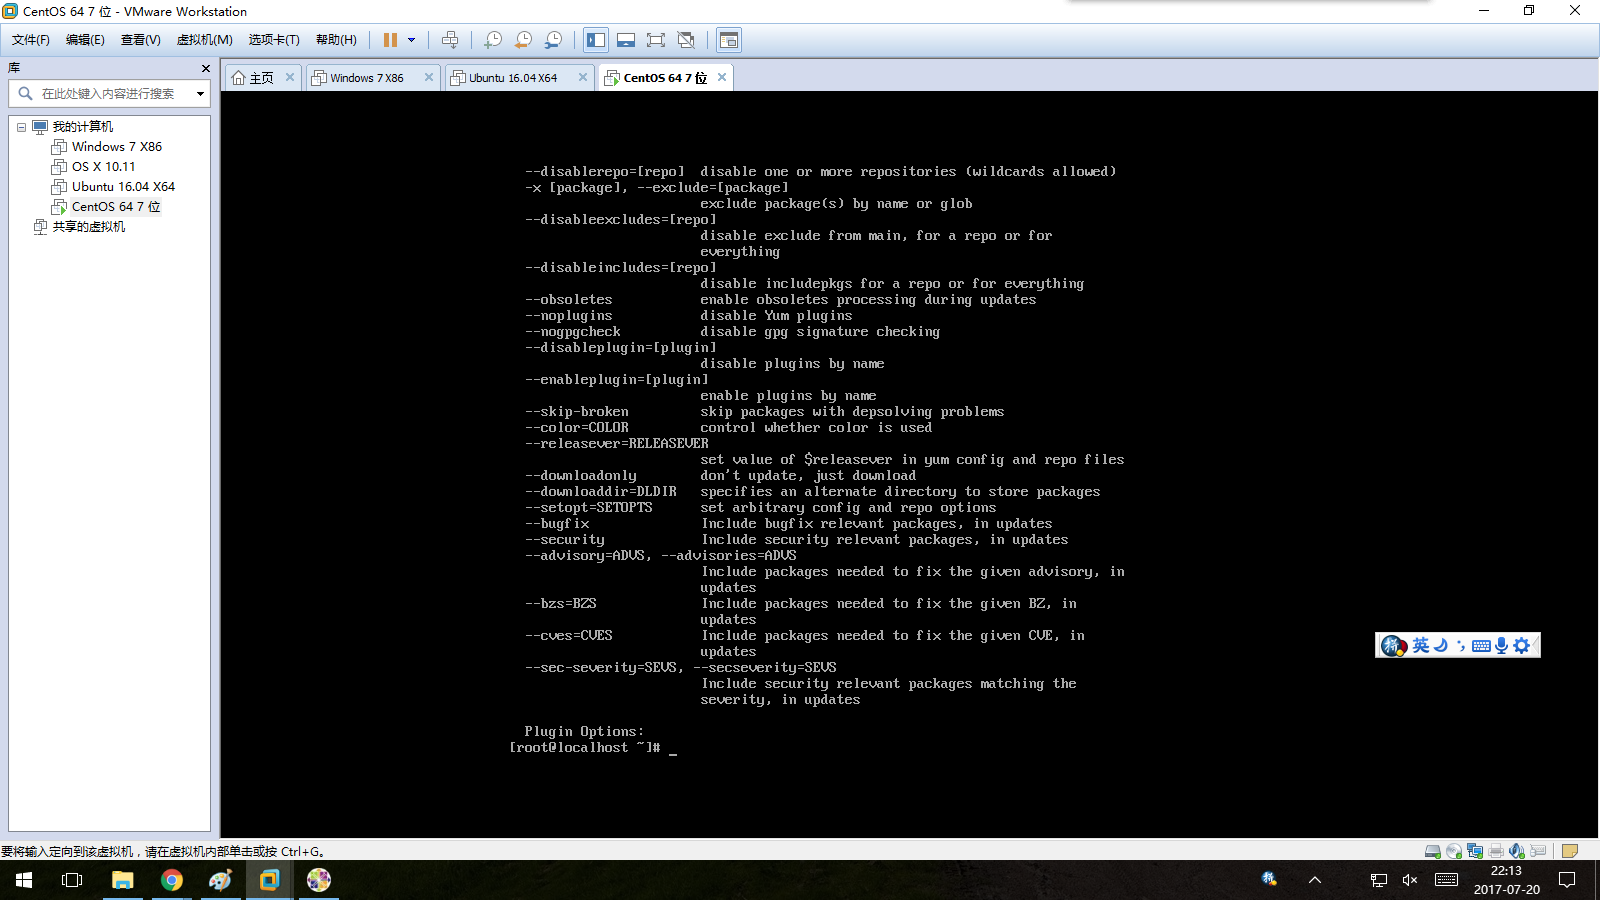 CentOS 64 7 位 - VMware Workstation
文件(F) 编辑(E) 查看(V) 虚拟机(M) 选项卡(T) 帮助(H)
库
在此处键入内容进行搜索
我的计算机
Windows 7 X86
OS X 10.11
Ubuntu 16.04 X64
CentOS 64 7 位
共享的虚拟机
主页 Windows 7 X86 Ubuntu 16.04 X64 CentOS 64 7 位
--disablerepo=[repo] disable one or more repositories (wildcards allowed)
-x [package], --exclude=[package]
exclude package(s) by name or glob
--disableexcludes=[repo]
disable exclude from main, for a repo or for
everything
--disableincludes=[repo]
disable includepkgs for a repo or for everything
--obsoletes enable obsoletes processing during updates
--noplugins disable Yum plugins
--nogpgcheck disable gpg signature checking
--disableplugin=[plugin]
disable plugins by name
--enableplugin=[plugin]
enable plugins by name
--skip-broken skip packages with depsolving problems
--color=COLOR control whether color is used
--releasever=RELEASEVER
set value of $releasever in yum config and repo files
--downloadonly don't update, just download
--downloaddir=DLDIR specifies an alternate directory to store packages
--setopt=SETOPTS set arbitrary config and repo options
--bugfix Include bugfix relevant packages, in updates
--security Include security relevant packages, in updates
--advisory=ADVS, --advisories=ADVS
Include packages needed to fix the given advisory, in
updates
--bzs=BZS Include packages needed to fix the given BZ, in
updates
--cves=CVES Include packages needed to fix the given CVE, in
updates
--sec-severity=SEVS, --secseverity=SEVS
Include security relevant packages matching the
severity, in updates
Plugin Options:
[root@localhost ~]# _
拼 英
要将输入定向到该虚拟机，请在虚拟机内部单击或按 Ctrl+G。
拼
22:13
2017-07-20